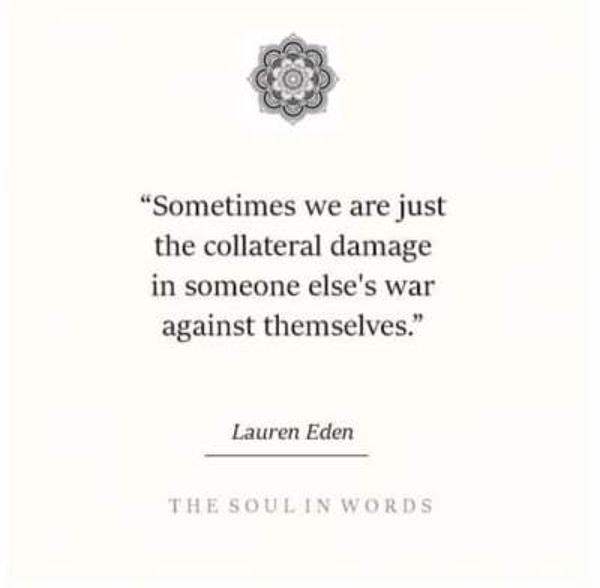 “Sometimes we are just
the collateral damage
in someone else's war
against themselves.”
Lauren Eden
THE SOUL IN WORDS